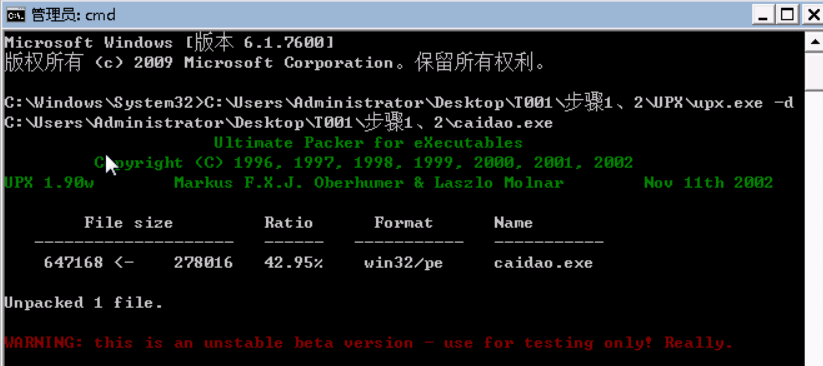 管理员: cmd
Microsoft Windows [版本 6.1.7600]
版权所有 (c) 2009 Microsoft Corporation。保留所有权利。
C:\Windows\System32>C:\Users\Administrator\Desktop\T001\步骤1、2\UPX\upx.exe -d
C:\Users\Administrator\Desktop\T001\步骤1、2\caidao.exe
Ultimate Packer for eXecutables
Copyright (C) 1996, 1997, 1998, 1999, 2000, 2001, 2002
UPX 1.90w Markus F.X.J. Oberhumer & Laszlo Molnar Nov 11th 2002
File size Ratio Format Name
-------------------- ------ ----------- -----------
647168 <- 278016 42.95% win32/pe caidao.exe
Unpacked 1 file.
WARNING: this is an unstable beta version - use for testing only! Really.